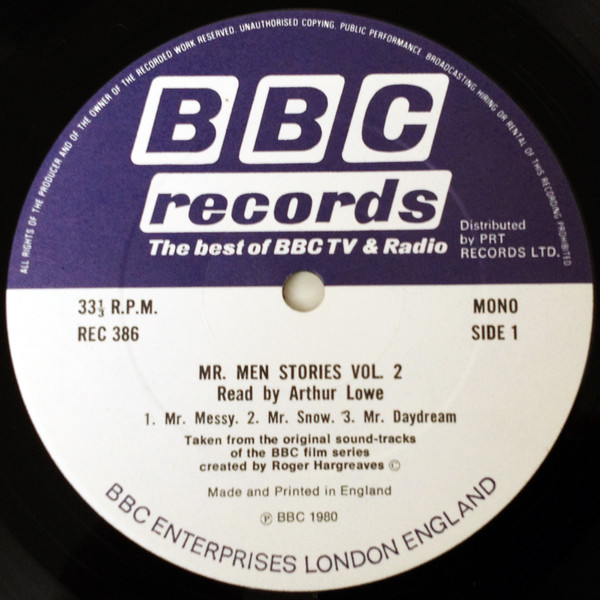 ALL RIGHTS OF THE PRODUCER AND OF THE OWNER OF THE RECORDED WORK RESERVED. UNAUTHORISED COPYING, PUBLIC PERFORMANCE, BROADCASTING HIRING OR RENTAL OF THIS RECORDING PROHIBITED
BBC
records
The best of BBC TV & Radio
Distributed
by PRT
RECORDS LTD.
33⅓ R.P.M.
MONO
REC 386
SIDE 1
MR. MEN STORIES VOL. 2
Read by Arthur Lowe
1. Mr. Messy. 2. Mr. Snow. 3. Mr. Daydream
Taken from the original sound-tracks
of the BBC film series
created by Roger Hargreaves ©
Made and Printed in England
℗ BBC 1980
BBC ENTERPRISES LONDON ENGLAND